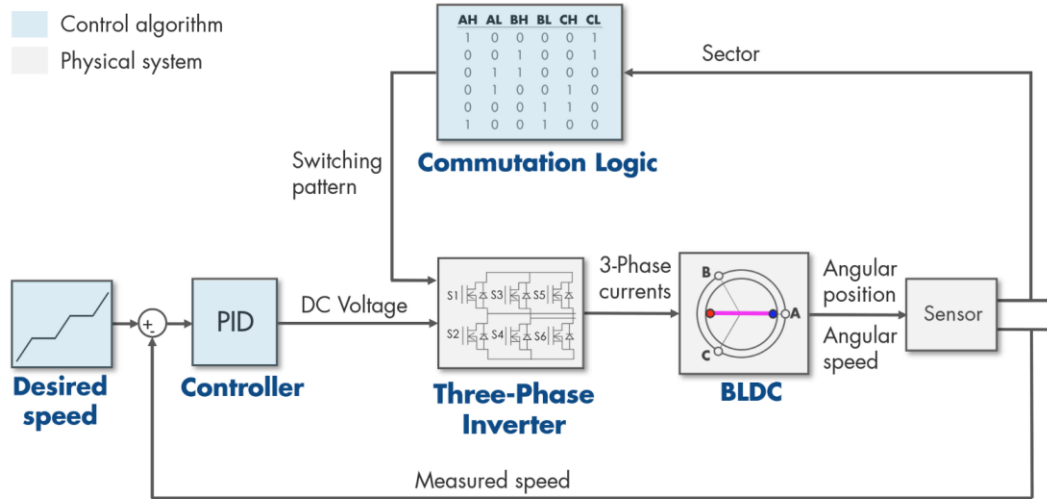 Control algorithm
Physical system
AH AL BH BL CH CL
1 0 0 0 0 1
0 0 1 0 0 1
0 1 1 0 0 0
0 1 0 0 1 0
0 0 0 1 1 0
1 0 0 1 0 0
Commutation Logic
Sector
Switching
pattern
Desired
speed
+
-
PID
Controller
DC Voltage
S1 S3 S5
S2 S4 S6
Three-Phase
Inverter
3-Phase
currents
B
A
C
BLDC
Angular
position
Angular
speed
Sensor
Measured speed